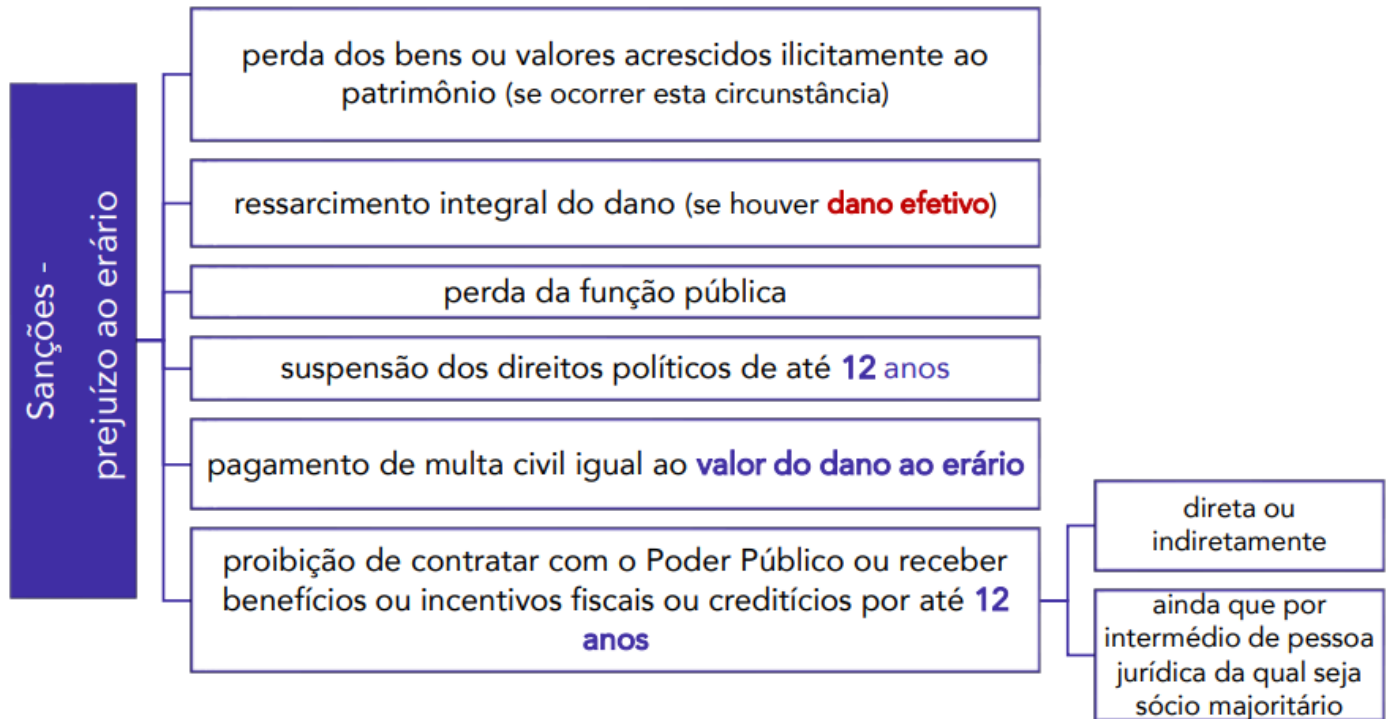 Sanções -
prejuízo ao erário
perda dos bens ou valores acrescidos ilicitamente ao
patrimônio (se ocorrer esta circunstância)
ressarcimento integral do dano (se houver dano efetivo)
perda da função pública
suspensão dos direitos políticos de até 12 anos
pagamento de multa civil igual ao valor do dano ao erário
proibição de contratar com o Poder Público ou receber
benefícios ou incentivos fiscais ou creditícios por até 12
anos
direta ou
indiretamente
ainda que por
intermédio de pessoa
jurídica da qual seja
sócio majoritário